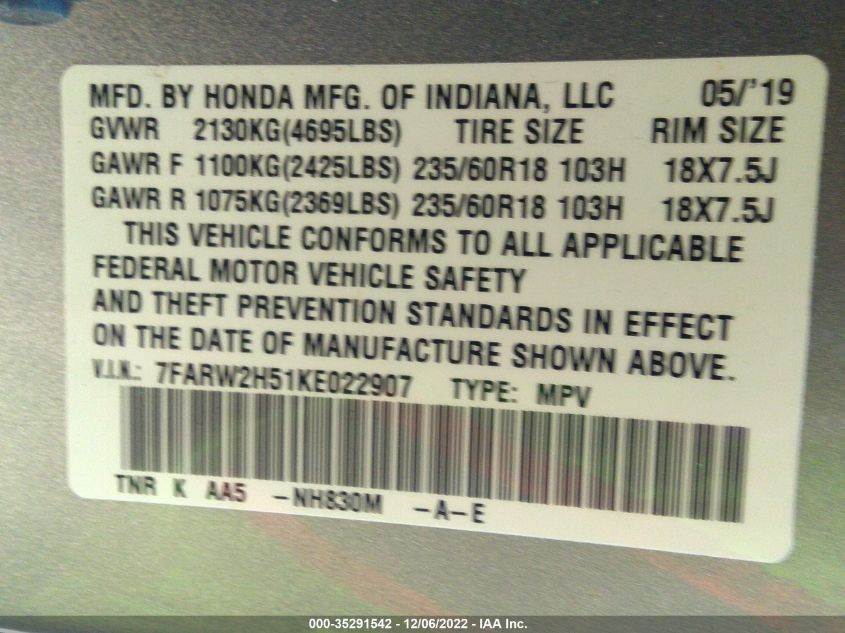 MFD. BY HONDA MFG. OF INDIANA, LLC 05/'19
GVWR 2130KG(4695LBS) TIRE SIZE RIM SIZE
GAWR F 1100KG(2425LBS) 235/60R18 103H 18X7.5J
GAWR R 1075KG(2369LBS) 235/60R18 103H 18X7.5J
THIS VEHICLE CONFORMS TO ALL APPLICABLE
FEDERAL MOTOR VEHICLE SAFETY
AND THEFT PREVENTION STANDARDS IN EFFECT
ON THE DATE OF MANUFACTURE SHOWN ABOVE.
V.I.N.: 7FARW2H51KE022907 TYPE: MPV
TNR K AA5 -NH830M -A-E
000-35291542 - 12/06/2022 - IAA Inc.